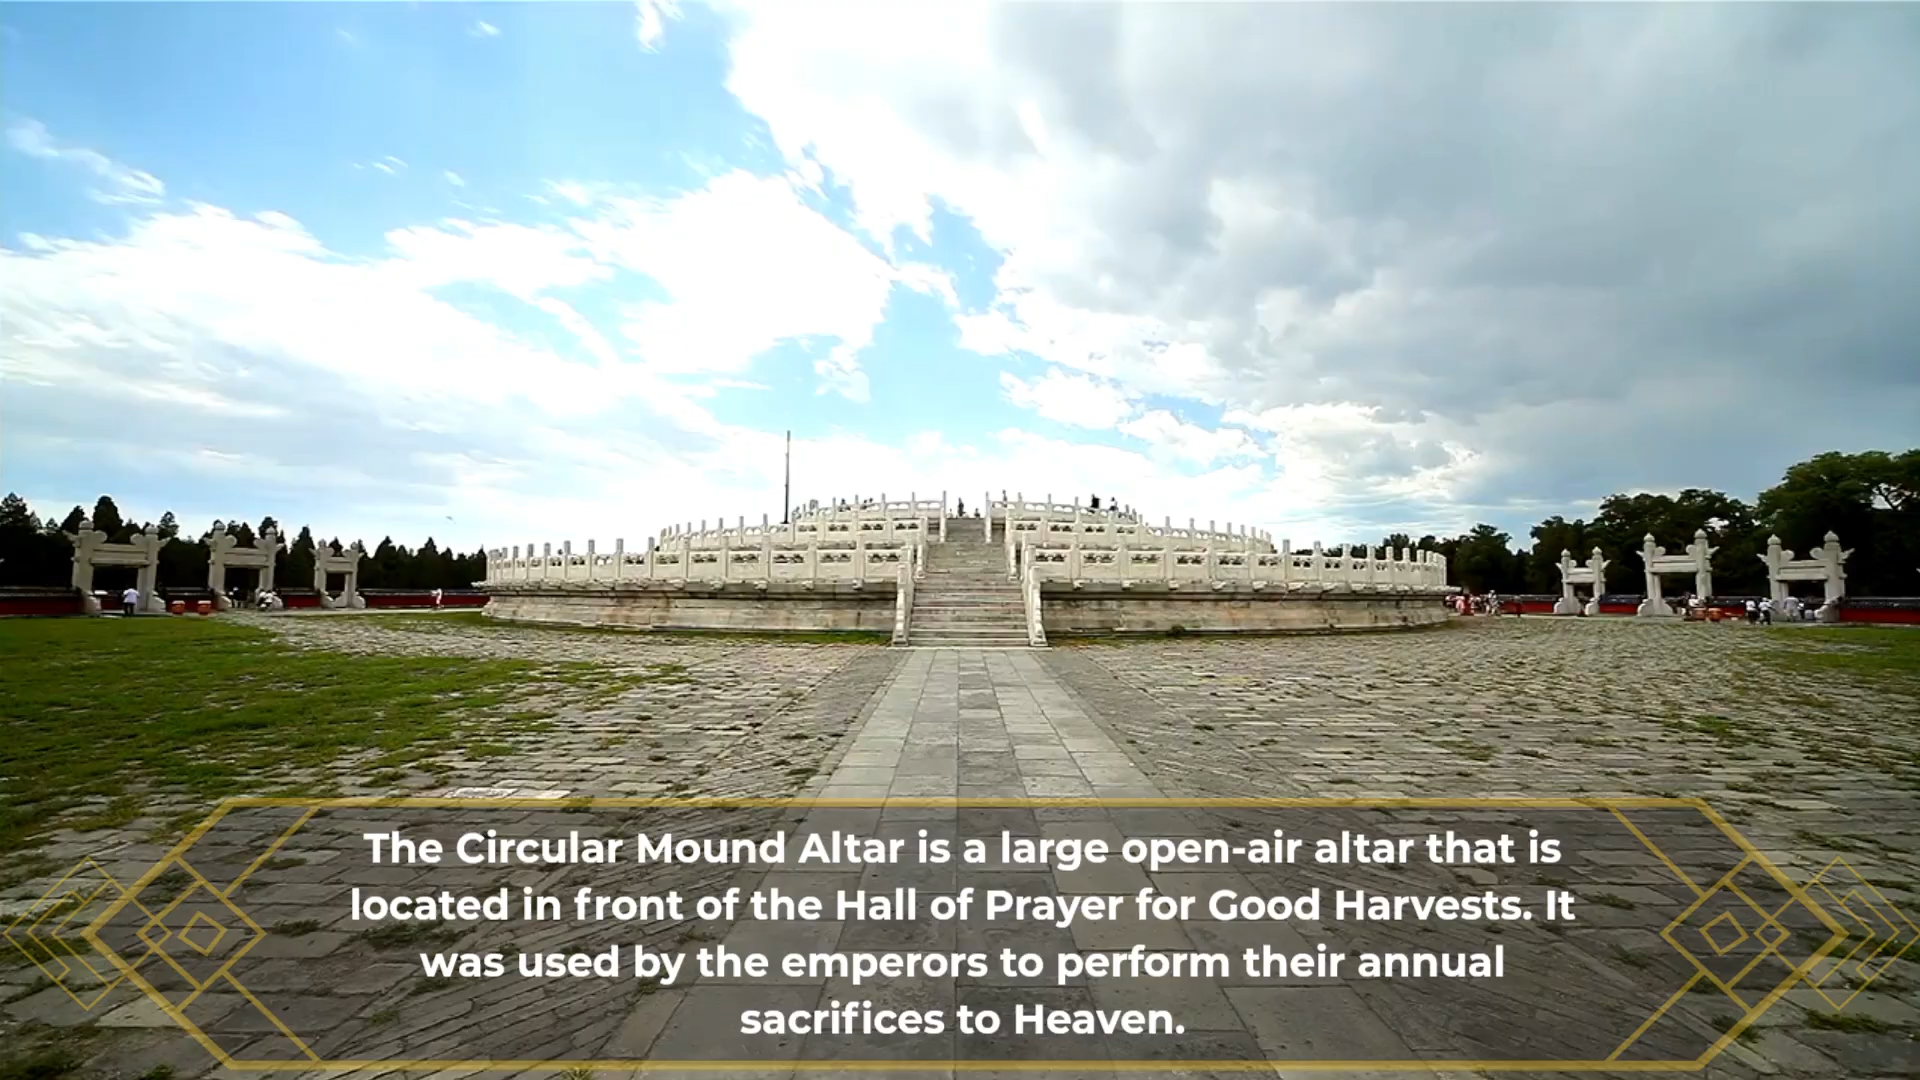 The Circular Mound Altar is a large open-air altar that is
located in front of the Hall of Prayer for Good Harvests. It
was used by the emperors to perform their annual
sacrifices to Heaven.